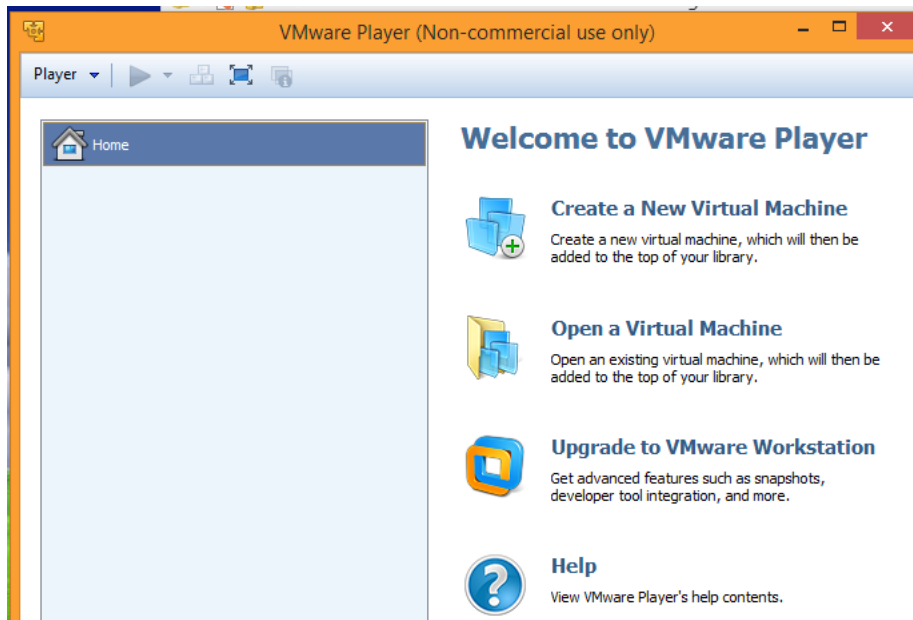 VMware Player (Non-commercial use only)
Player
Home
Welcome to VMware Player
Create a New Virtual Machine
Create a new virtual machine, which will then be
added to the top of your library.
Open a Virtual Machine
Open an existing virtual machine, which will then be
added to the top of your library.
Upgrade to VMware Workstation
Get advanced features such as snapshots,
developer tool integration, and more.
Help
View VMware Player's help contents.